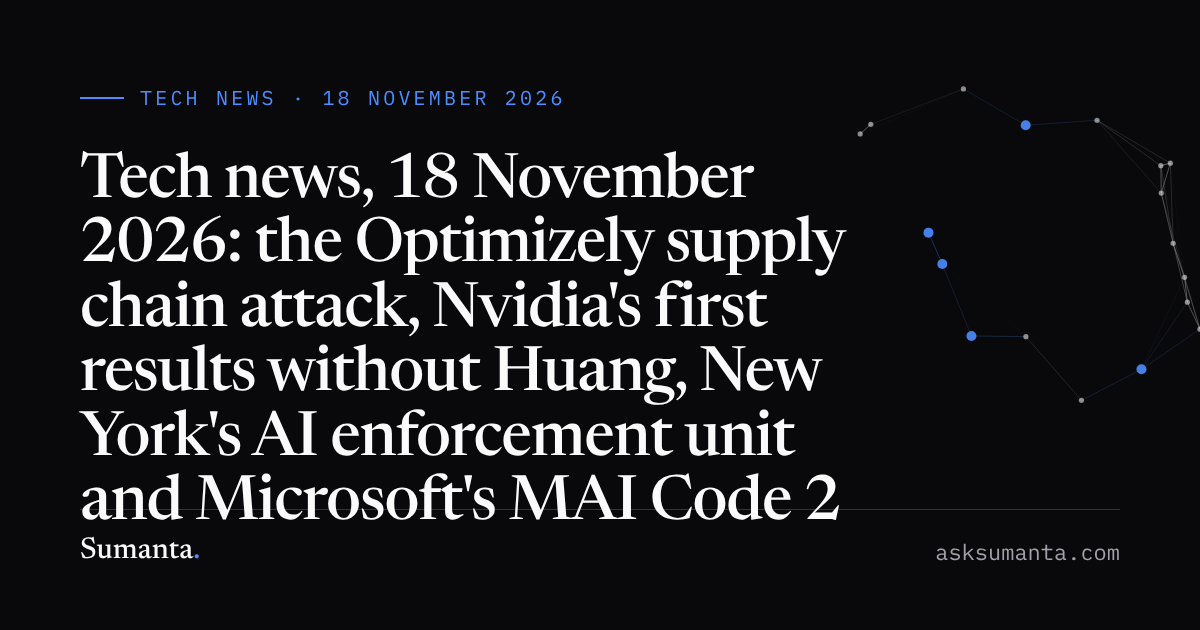 TECH NEWS · 18 NOVEMBER 2026
Tech news, 18 November
2026: the Optimizely supply
chain attack, Nvidia's first
results without Huang, New
York's AI enforcement unit
and Microsoft's MAI Code 2
Sumanta.
asksumanta.com